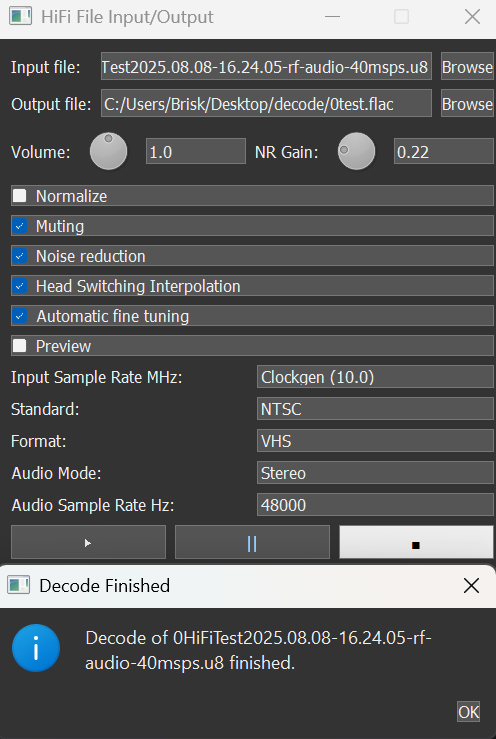 HiFi File Input/Output
Input file: Test2025.08.08-16.24.05-rf-audio-40msps.u8 Browse
Output file: C:/Users/Brisk/Desktop/decode/0test.flac Browse
Volume: 1.0 NR Gain: 0.22
Normalize
Muting
Noise reduction
Head Switching Interpolation
Automatic fine tuning
Preview
Input Sample Rate MHz: Clockgen (10.0)
Standard: NTSC
Format: VHS
Audio Mode: Stereo
Audio Sample Rate Hz: 48000
Decode Finished
Decode of 0HiFiTest2025.08.08-16.24.05-rf-
audio-40msps.u8 finished.
OK